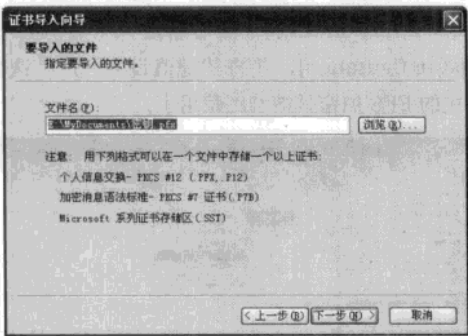 证书导入向导
要导入的文件
指定要导入的文件。
文件名(F):
:\MyDocuments\密钥.pfx
浏览(R)...
注意: 用下列格式可以在一个文件中存储一个以上证书:
个人信息交换- PKCS #12 (.PFX,.P12)
加密消息语法标准- PKCS #7 证书(.P7B)
Microsoft 系列证书存储区(.SST)
< 上一步(B) 下一步(N) > 取消